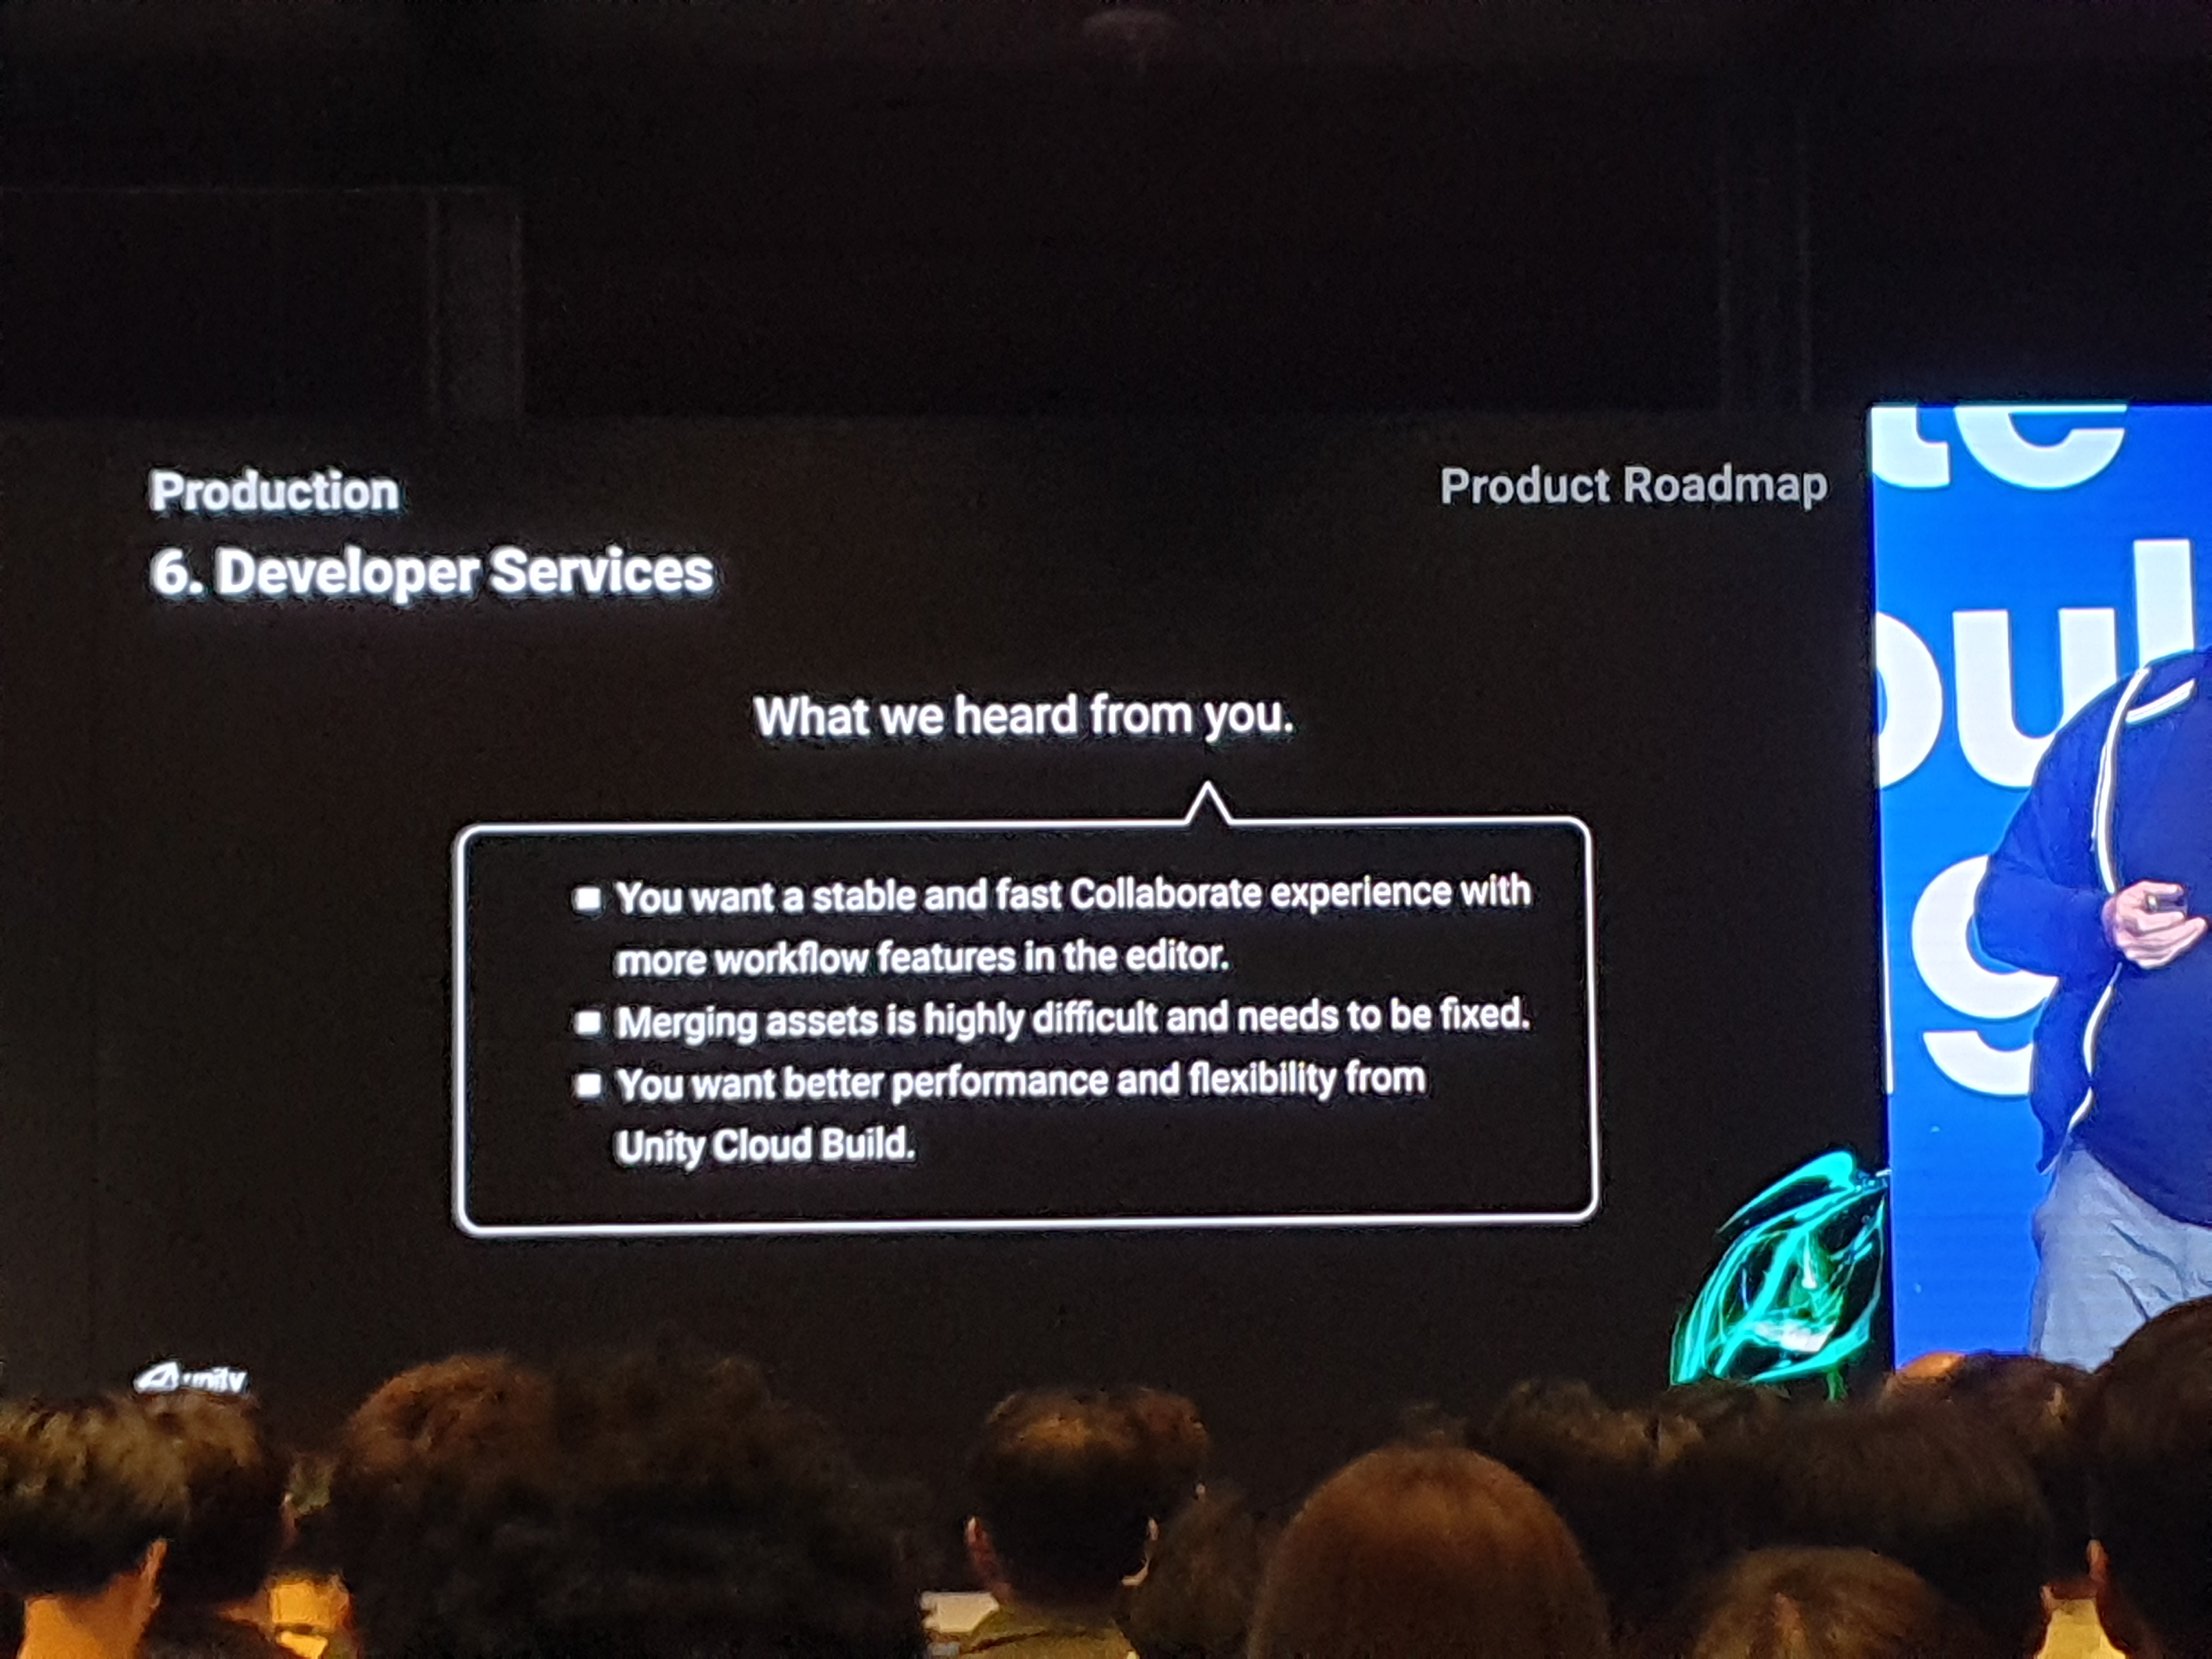 Production
Product Roadmap
6. Developer Services
What we heard from you.
■ You want a stable and fast Collaborate experience with
more workflow features in the editor.
■ Merging assets is highly difficult and needs to be fixed.
■ You want better performance and flexibility from
Unity Cloud Build.
unity